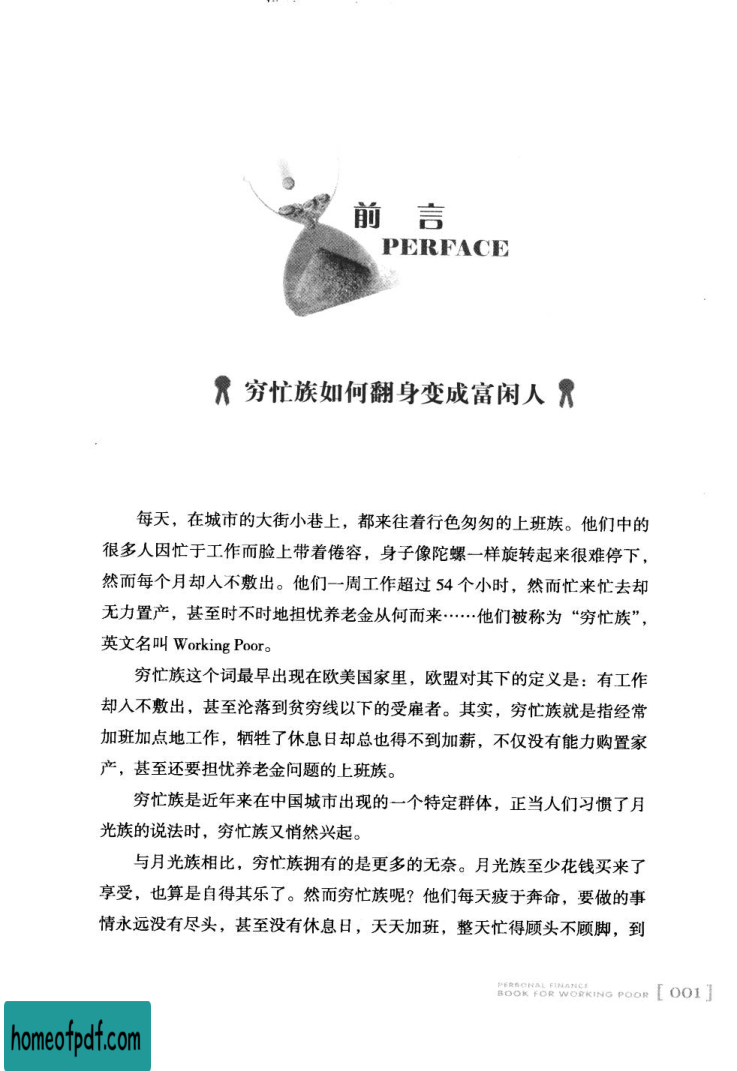 前 言
PERFACE
穷忙族如何翻身变成富闲人
每天，在城市的大街小巷上，都来往着行色匆匆的上班族。他们中的
很多人因忙于工作而脸上带着倦容，身子像陀螺一样旋转起来很难停下，
然而每个月却入不敷出。他们一周工作超过 54 个小时，然而忙来忙去却
无力置产，甚至时不时地担忧养老金从何而来……他们被称为“穷忙族”，
英文名叫 Working Poor。
穷忙族这个词最早出现在欧美国家里，欧盟对其下的定义是：有工作
却入不敷出，甚至沦落到贫穷线以下的受雇者。其实，穷忙族就是指经常
加班加点地工作，牺牲了休息日却总也得不到加薪，不仅没有能力购置家
产，甚至还要担忧养老金问题的上班族。
穷忙族是近年来在中国城市出现的一个特定群体，正当人们习惯了月
光族的说法时，穷忙族又悄然兴起。
与月光族相比，穷忙族拥有的是更多的无奈。月光族至少花钱买来了
享受，也算是自得其乐了。然而穷忙族呢？他们每天疲于奔命，要做的事
情永远没有尽头，甚至没有休息日，天天加班，整天忙得顾头不顾脚，到
PERSONAL FINANCE
BOOK FOR WORKING POOR [ 001 ]
homeofpdf.com